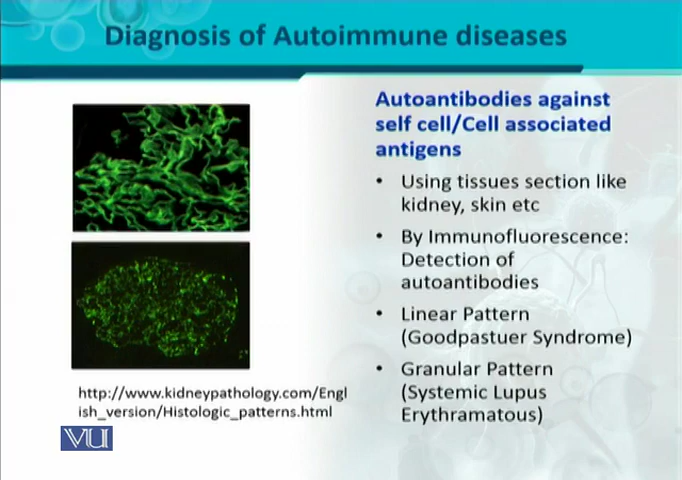 Diagnosis of Autoimmune diseases
Autoantibodies against
self cell/Cell associated
antigens
• Using tissues section like
kidney, skin etc
• By Immunofluorescence:
Detection of
autoantibodies
• Linear Pattern
(Goodpastuer Syndrome)
• Granular Pattern
(Systemic Lupus
Erythramatous)
http://www.kidneypathology.com/Engl
ish_version/Histologic_patterns.html
VU